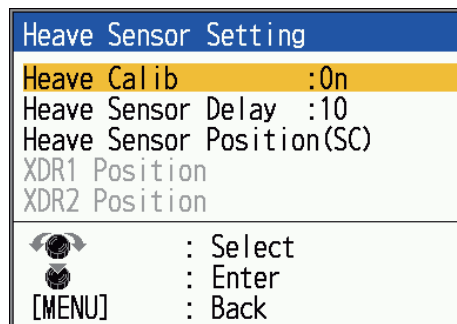 Heave Sensor Setting
Heave Calib :On
Heave Sensor Delay :10
Heave Sensor Position(SC)
XDR1 Position
XDR2 Position
: Select
: Enter
[MENU] : Back